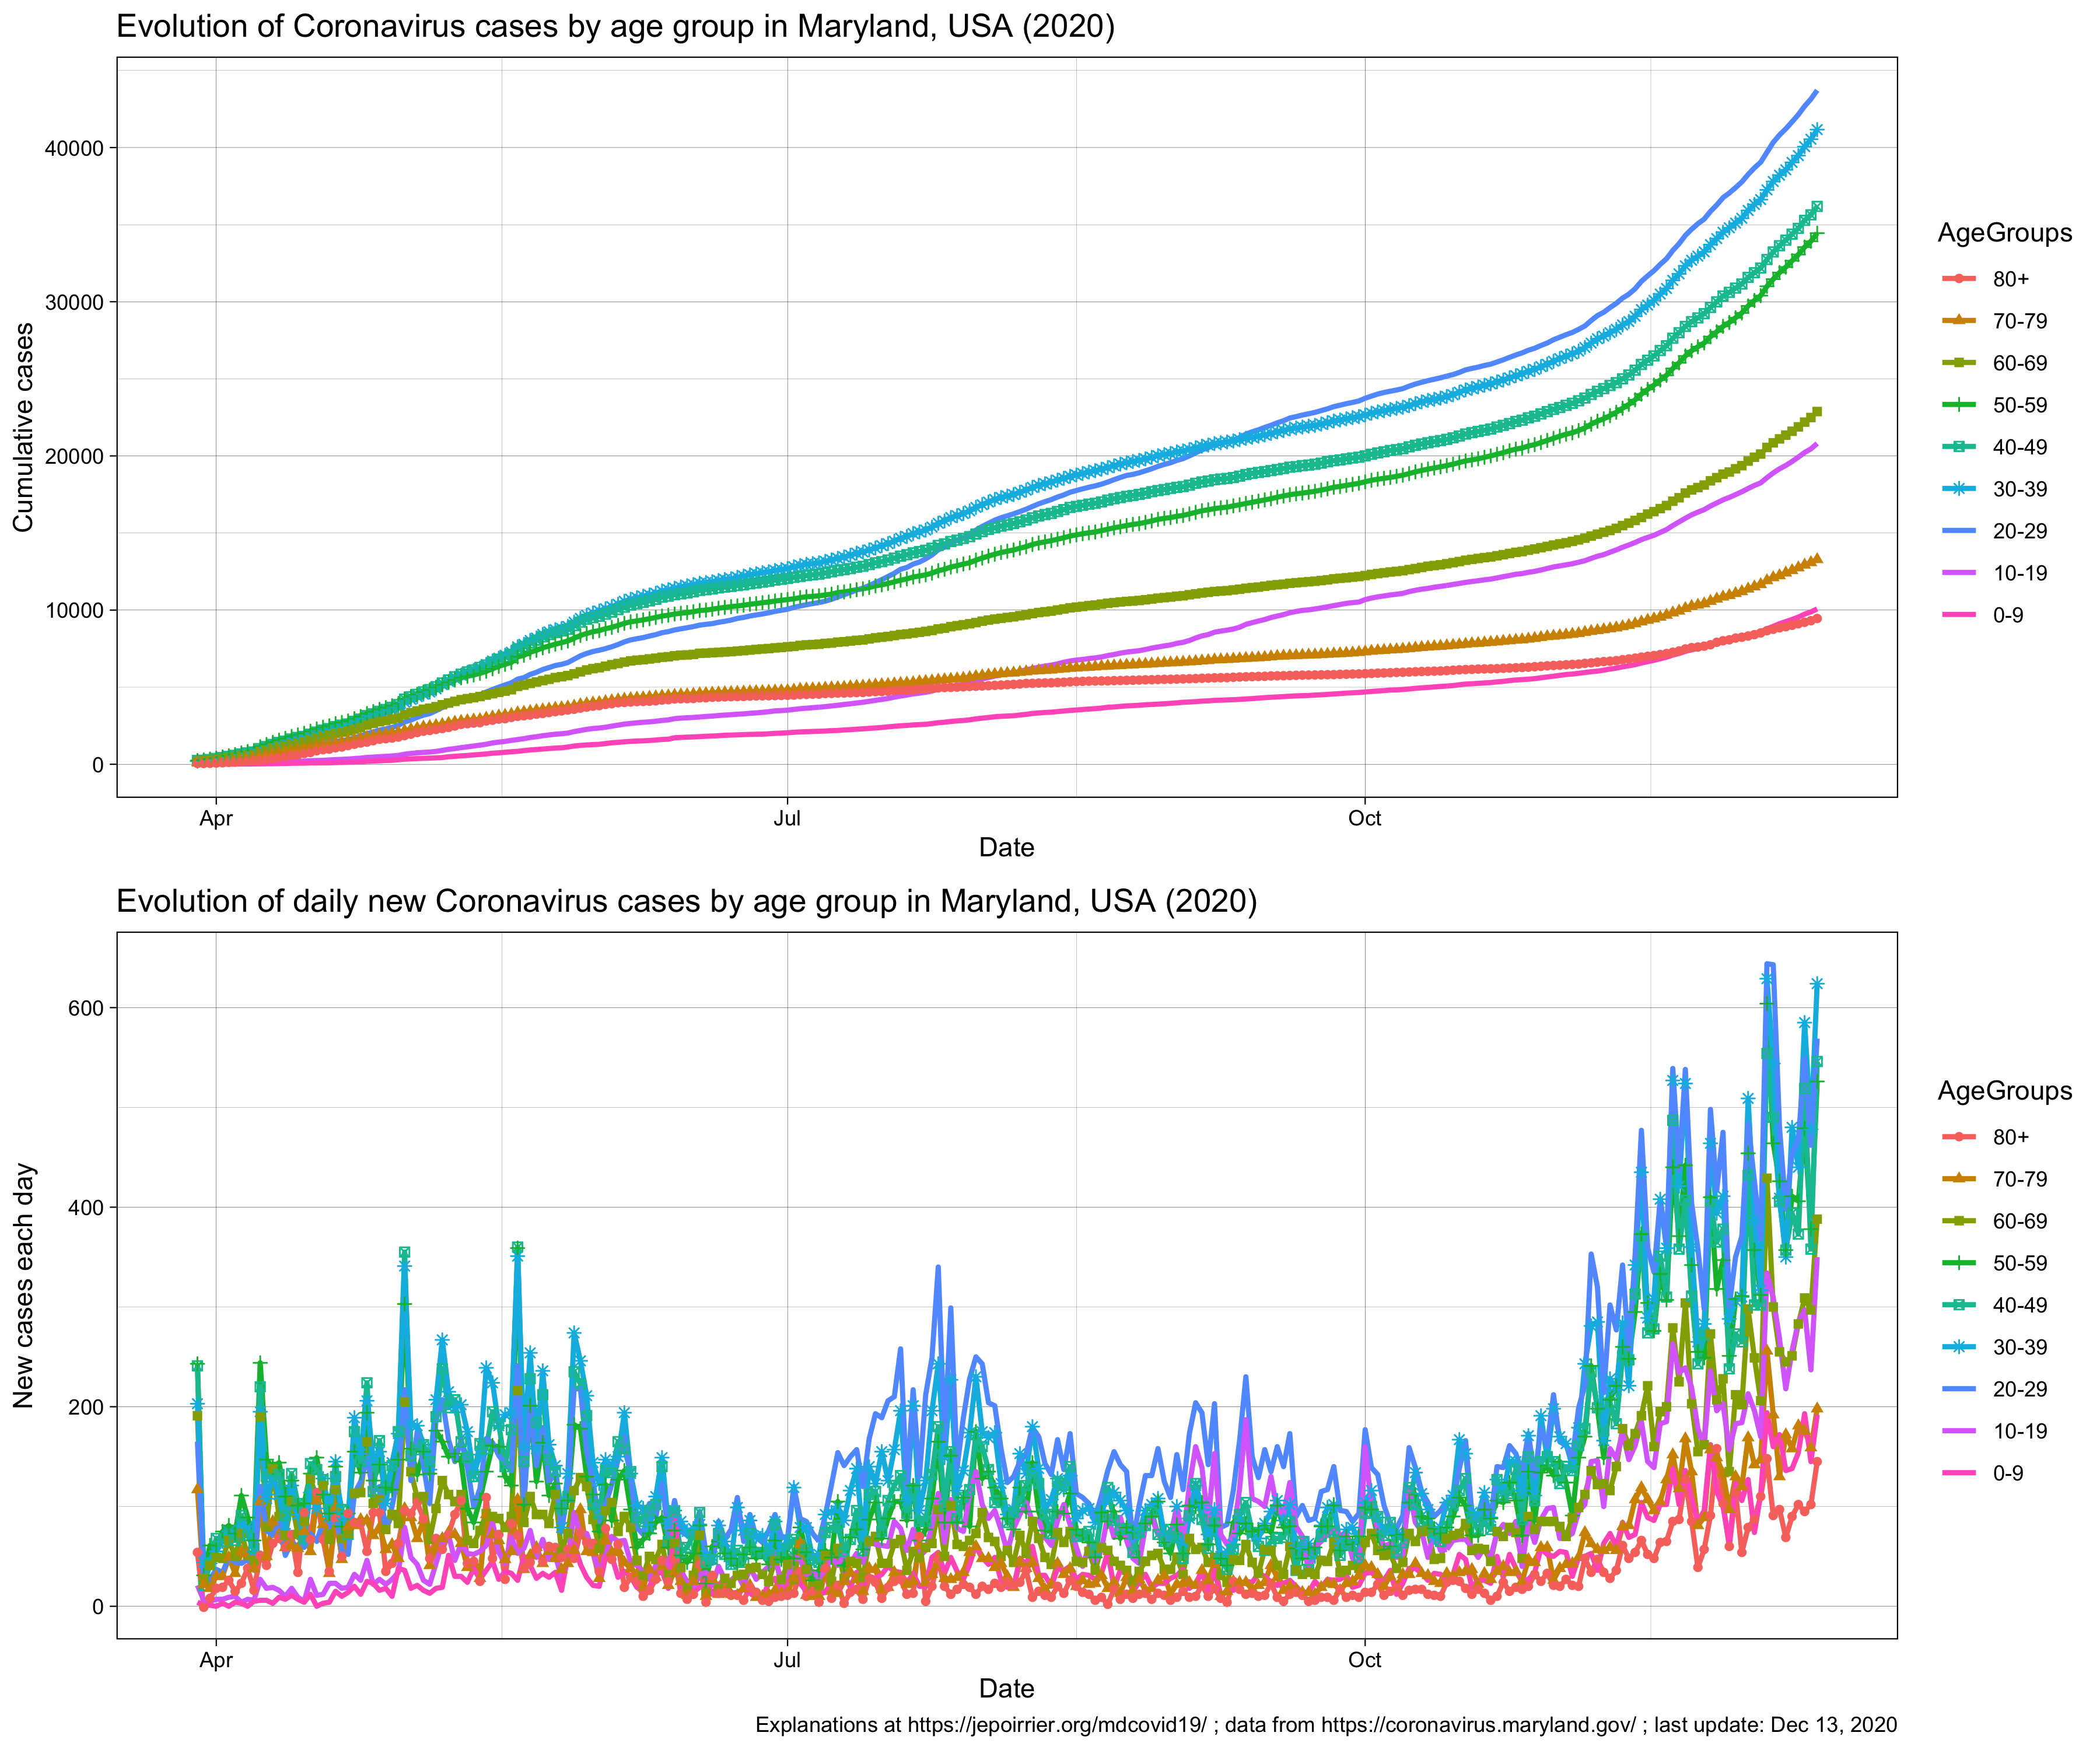 Evolution of Coronavirus cases by age group in Maryland, USA (2020)
40000
30000
20000
10000
0
Cumulative cases
Apr
Jul
Oct
Date
AgeGroups
80+
70-79
60-69
50-59
40-49
30-39
20-29
10-19
0-9
Evolution of daily new Coronavirus cases by age group in Maryland, USA (2020)
600
400
200
0
New cases each day
Apr
Jul
Oct
Date
AgeGroups
80+
70-79
60-69
50-59
40-49
30-39
20-29
10-19
0-9
Explanations at https://jepoirrier.org/mdcovid19/ ; data from https://coronavirus.maryland.gov/ ; last update: Dec 13, 2020